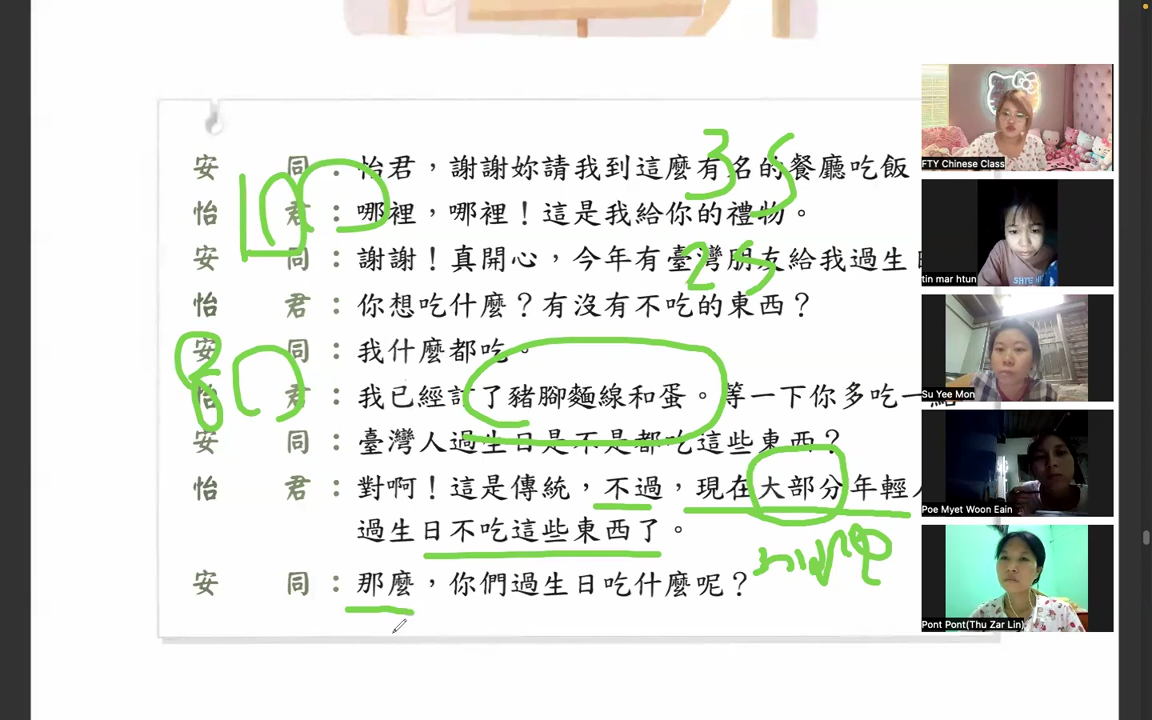 安同：怡君，謝謝妳請我到這麼有名的餐廳吃飯
怡君：哪裡，哪裡！這是我給你的禮物。
安同：謝謝！真開心，今年有臺灣朋友給我過生日
怡君：你想吃什麼？有沒有不吃的東西？
安同：我什麼都吃。
怡君：我已經訂了豬腳麵線和蛋。等一下你多吃一點
安同：臺灣人過生日是不是都吃這些東西？
怡君：對啊！這是傳統，不過，現在大部分年輕人
過生日不吃這些東西了。
安同：那麼，你們過生日吃什麼呢？
35
25
100
80
FTY Chinese Class
tin mar htun
Su Yee Mon
Poe Myet Woon Eain
Pont Pont(Thu Zar Lin)